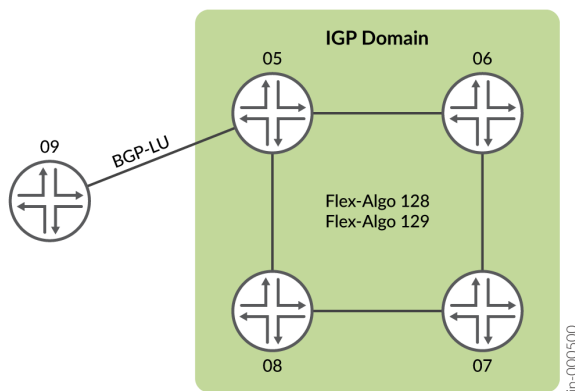 IGP Domain
05
06
09
BGP-LU
Flex-Algo 128
Flex-Algo 129
08
07
jn-000500